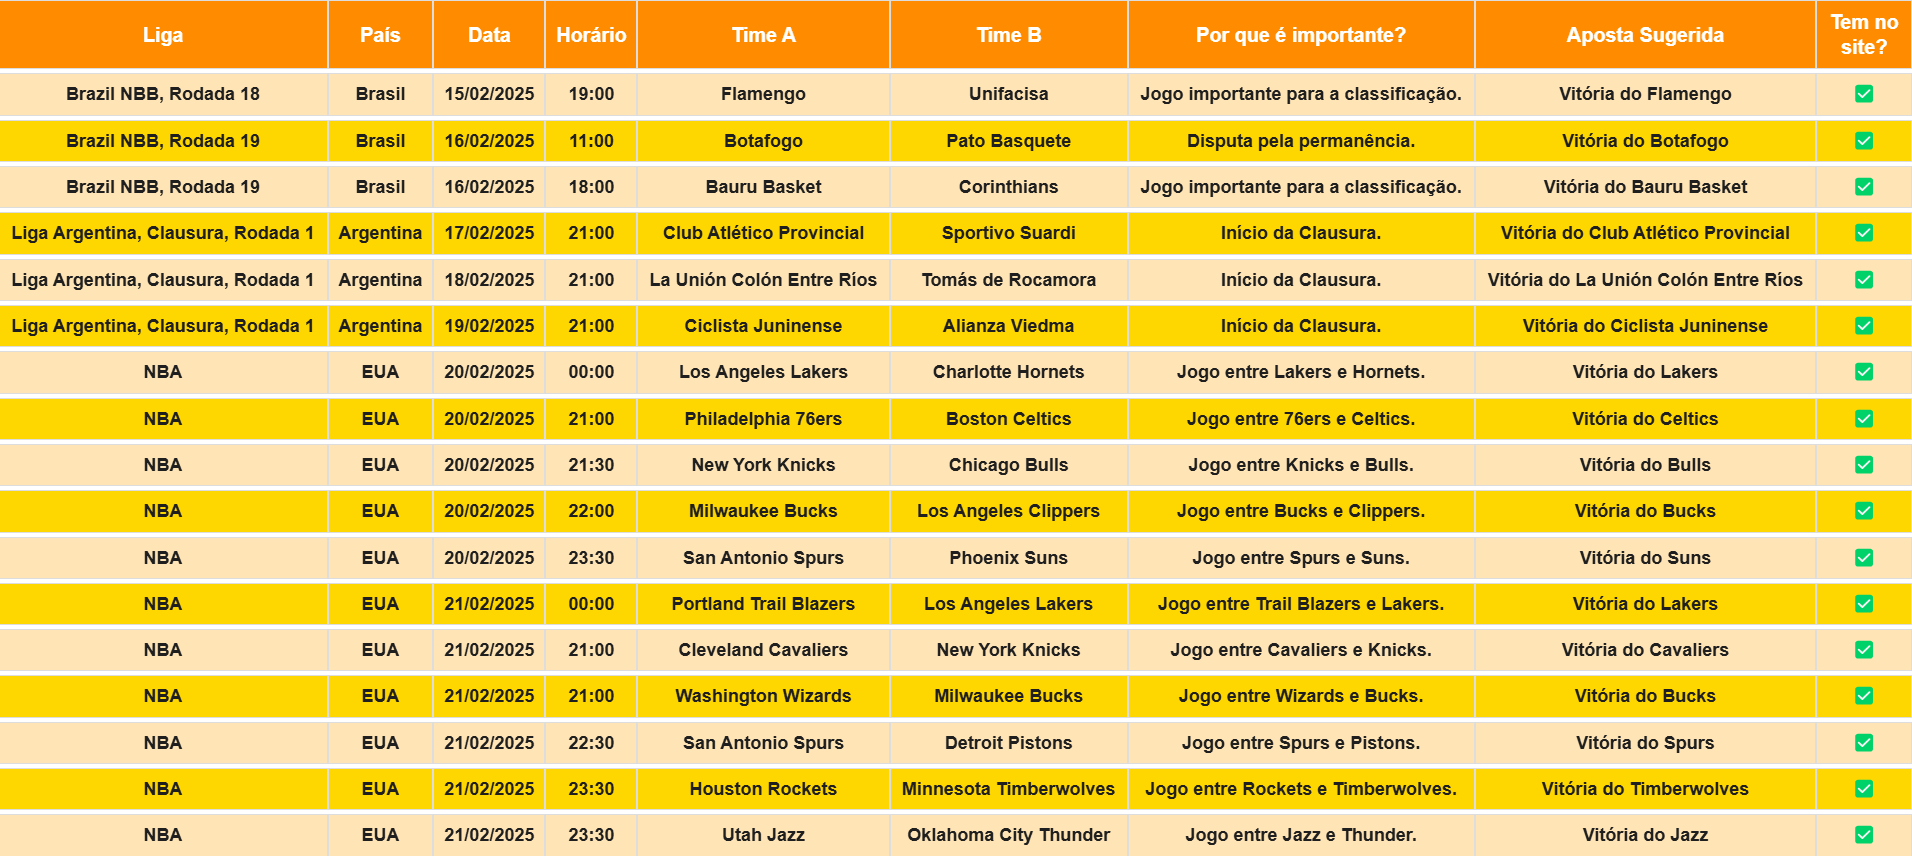 Liga País Data Horário Time A Time B Por que é importante? Aposta Sugerida Tem no site?
Brazil NBB, Rodada 18 Brasil 15/02/2025 19:00 Flamengo Unifacisa Jogo importante para a classificação. Vitória do Flamengo
Brazil NBB, Rodada 19 Brasil 16/02/2025 11:00 Botafogo Pato Basquete Disputa pela permanência. Vitória do Botafogo
Brazil NBB, Rodada 19 Brasil 16/02/2025 18:00 Bauru Basket Corinthians Jogo importante para a classificação. Vitória do Bauru Basket
Liga Argentina, Clausura, Rodada 1 Argentina 17/02/2025 21:00 Club Atlético Provincial Sportivo Suardi Início da Clausura. Vitória do Club Atlético Provincial
Liga Argentina, Clausura, Rodada 1 Argentina 18/02/2025 21:00 La Unión Colón Entre Ríos Tomás de Rocamora Início da Clausura. Vitória do La Unión Colón Entre Ríos
Liga Argentina, Clausura, Rodada 1 Argentina 19/02/2025 21:00 Ciclista Juninense Alianza Viedma Início da Clausura. Vitória do Ciclista Juninense
NBA EUA 20/02/2025 00:00 Los Angeles Lakers Charlotte Hornets Jogo entre Lakers e Hornets. Vitória do Lakers
NBA EUA 20/02/2025 21:00 Philadelphia 76ers Boston Celtics Jogo entre 76ers e Celtics. Vitória do Celtics
NBA EUA 20/02/2025 21:30 New York Knicks Chicago Bulls Jogo entre Knicks e Bulls. Vitória do Bulls
NBA EUA 20/02/2025 22:00 Milwaukee Bucks Los Angeles Clippers Jogo entre Bucks e Clippers. Vitória do Bucks
NBA EUA 20/02/2025 23:30 San Antonio Spurs Phoenix Suns Jogo entre Spurs e Suns. Vitória do Suns
NBA EUA 21/02/2025 00:00 Portland Trail Blazers Los Angeles Lakers Jogo entre Trail Blazers e Lakers. Vitória do Lakers
NBA EUA 21/02/2025 21:00 Cleveland Cavaliers New York Knicks Jogo entre Cavaliers e Knicks. Vitória do Cavaliers
NBA EUA 21/02/2025 21:00 Washington Wizards Milwaukee Bucks Jogo entre Wizards e Bucks. Vitória do Bucks
NBA EUA 21/02/2025 22:30 San Antonio Spurs Detroit Pistons Jogo entre Spurs e Pistons. Vitória do Spurs
NBA EUA 21/02/2025 23:30 Houston Rockets Minnesota Timberwolves Jogo entre Rockets e Timberwolves. Vitória do Timberwolves
NBA EUA 21/02/2025 23:30 Utah Jazz Oklahoma City Thunder Jogo entre Jazz e Thunder. Vitória do Jazz